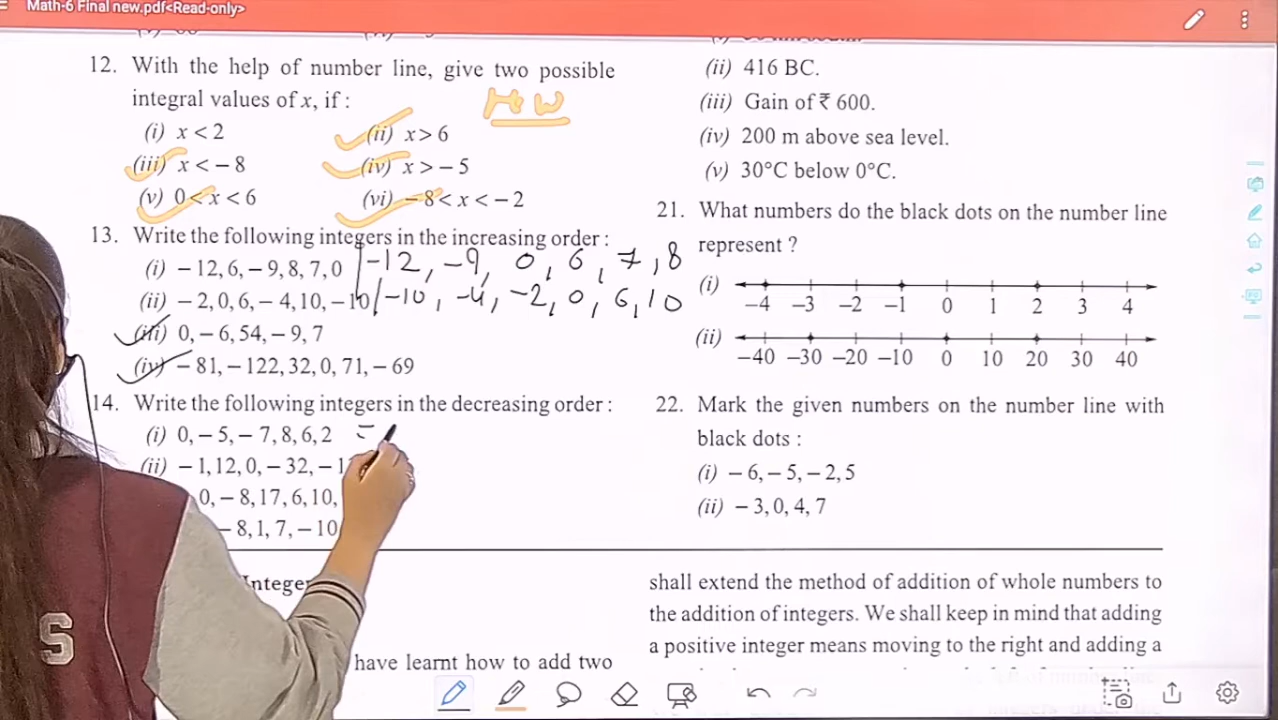 Math-6 Final new.pdf<Read-only>
12. With the help of number line, give two possible
integral values of x, if :
HW
(i) x < 2 (ii) x > 6
(iii) x < – 8 (iv) x > – 5
(v) 0 < x < 6 (vi) – 8 < x < – 2
13. Write the following integers in the increasing order :
(i) – 12, 6, – 9, 8, 7, 0 -12, -9, 0, 6, 7, 8
(ii) – 2, 0, 6, – 4, 10, – 10 -10, -4, -2, 0, 6, 10
(iii) 0, – 6, 54, – 9, 7
(iv) – 81, – 122, 32, 0, 71, – 69
14. Write the following integers in the decreasing order :
(i) 0, – 5, – 7, 8, 6, 2 =
(ii) – 1, 12, 0, – 32,
0, – 8, 17, 6, 10,
– 8, 1, 7, – 10
have learnt how to add two
(ii) 416 BC.
(iii) Gain of ₹ 600.
(iv) 200 m above sea level.
(v) 30°C below 0°C.
21. What numbers do the black dots on the number line
represent ?
(i) –4 –3 –2 –1 0 1 2 3 4
(ii) –40 –30 –20 –10 0 10 20 30 40
22. Mark the given numbers on the number line with
black dots :
(i) – 6, – 5, – 2, 5
(ii) – 3, 0, 4, 7
shall extend the method of addition of whole numbers to
the addition of integers. We shall keep in mind that adding
a positive integer means moving to the right and adding a
S